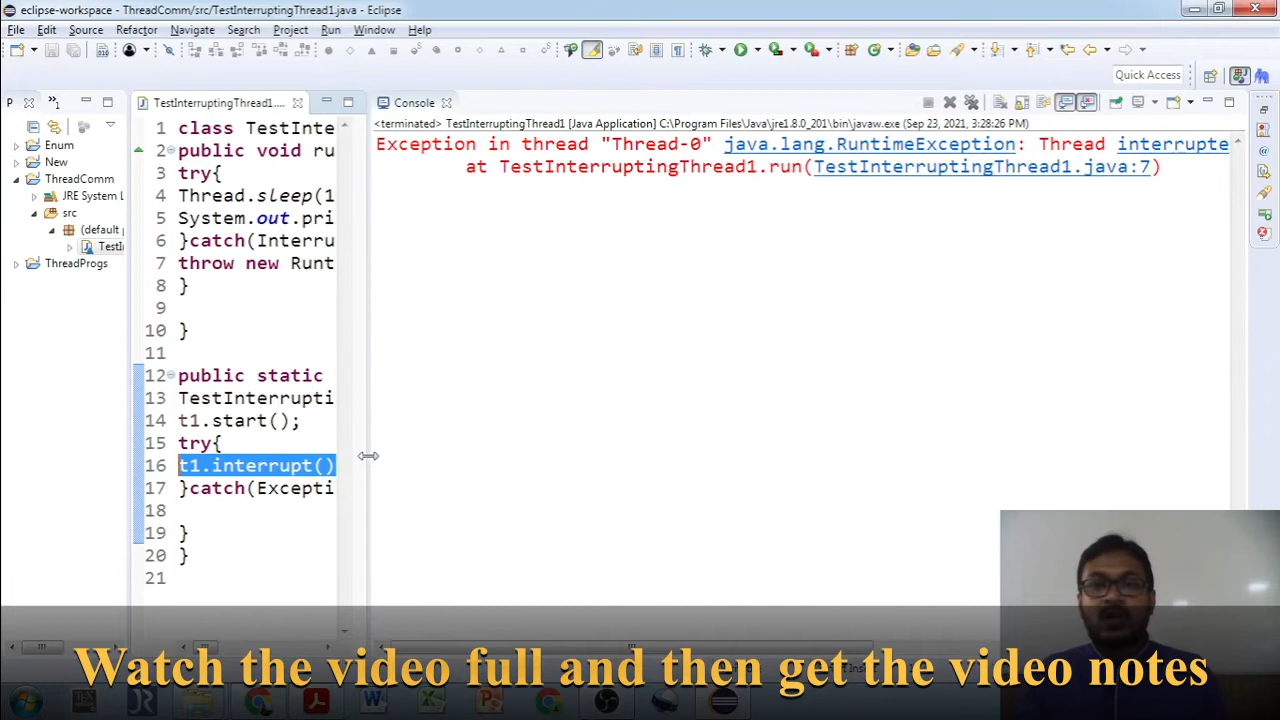 eclipse-workspace - ThreadComm/src/TestInterruptingThread1.java - Eclipse
File Edit Source Refactor Navigate Search Project Run Window Help
Quick Access
P
TestInterruptingThread1....
Console
<terminated> TestInterruptingThread1 [Java Application] C:\Program Files\Java\jre1.8.0_201\bin\javaw.exe (Sep 23, 2021, 3:28:26 PM)
Enum
New
ThreadComm
JRE System L
src
(default p
TestIn
ThreadProgs
1 class TestInte
2 public void ru
3 try{
4 Thread.sleep(1
5 System.out.pri
6 }catch(Interru
7 throw new Runt
8 }
9
10 }
11
12 public static
13 TestInterrupti
14 t1.start();
15 try{
16 t1.interrupt()
17 }catch(Excepti
18
19 }
20 }
21
Exception in thread "Thread-0" java.lang.RuntimeException: Thread interrupte
at TestInterruptingThread1.run(TestInterruptingThread1.java:7)
Watch the video full and then get the video notes